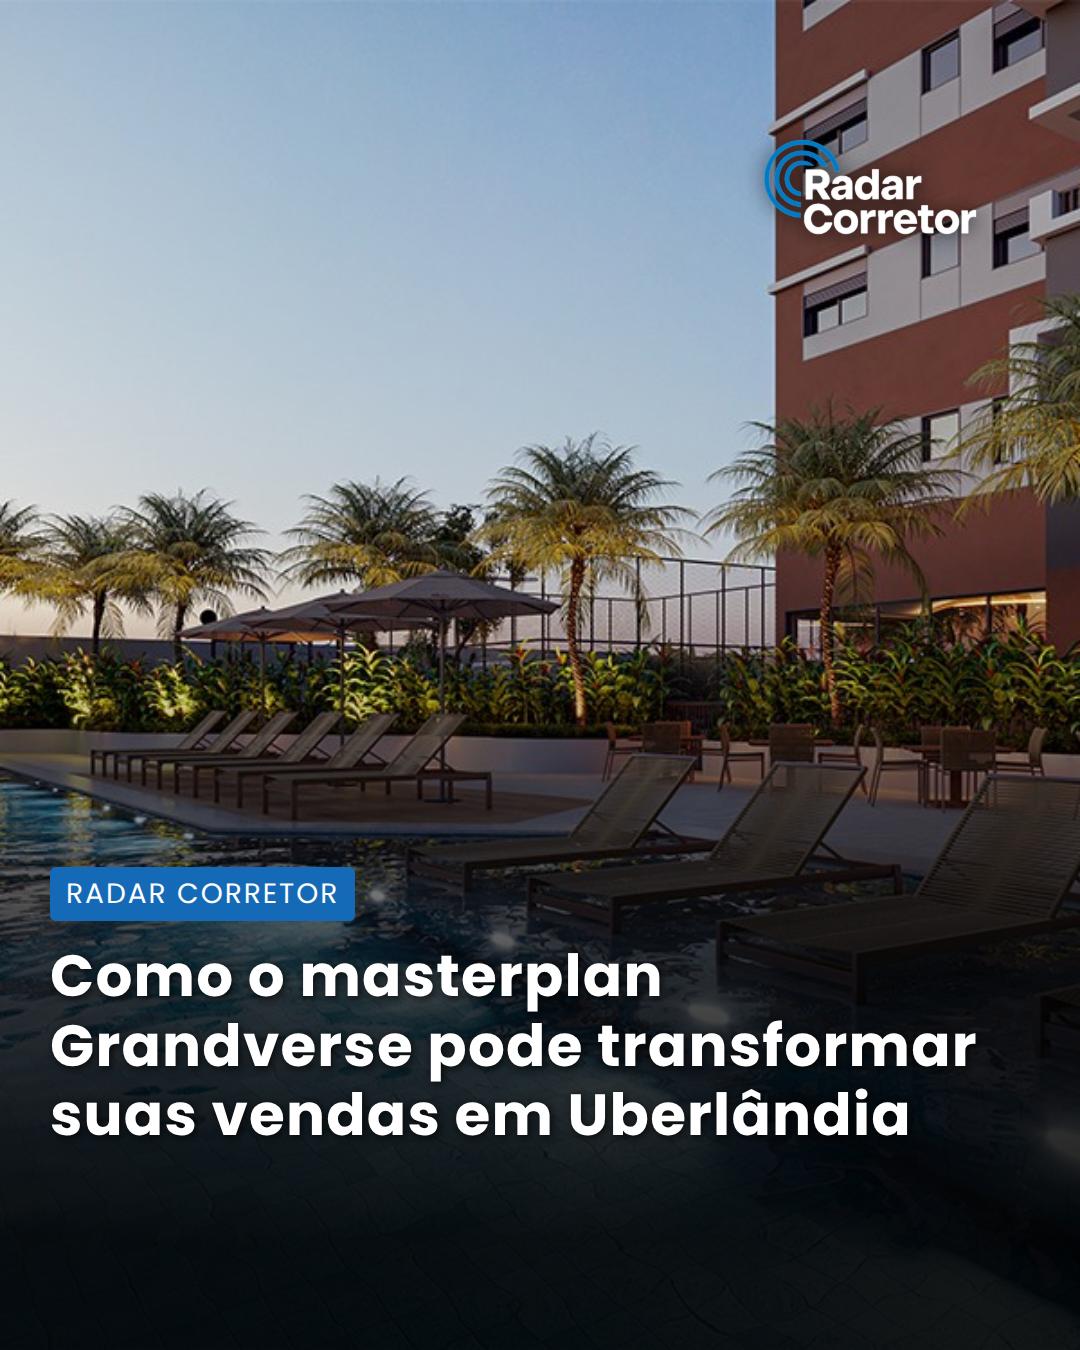 Radar
Corretor
RADAR CORRETOR
Como o masterplan
Grandverse pode transformar
suas vendas em Uberlândia